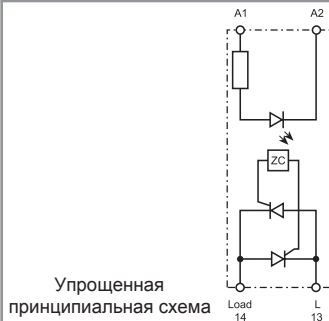 A1 A2
ZC
Упрощенная
принципиальная схема
Load L
14 13